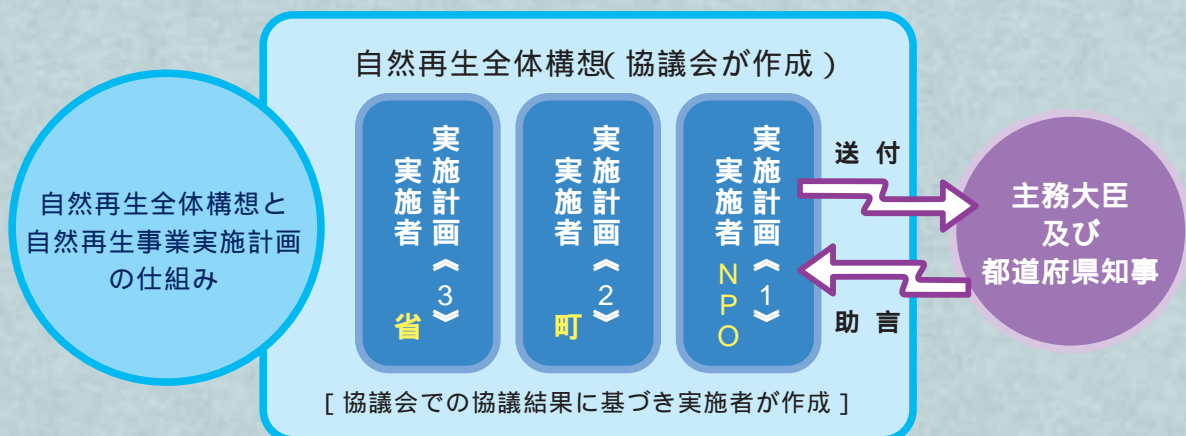 自然再生全体構想と
自然再生事業実施計画
の仕組み
自然再生全体構想(協議会が作成)
実施計画《1》
実施者 NPO
実施計画《2》
実施者 町
実施計画《3》
実施者 省
[協議会での協議結果に基づき実施者が作成]
送付
助言
主務大臣
及び
都道府県知事